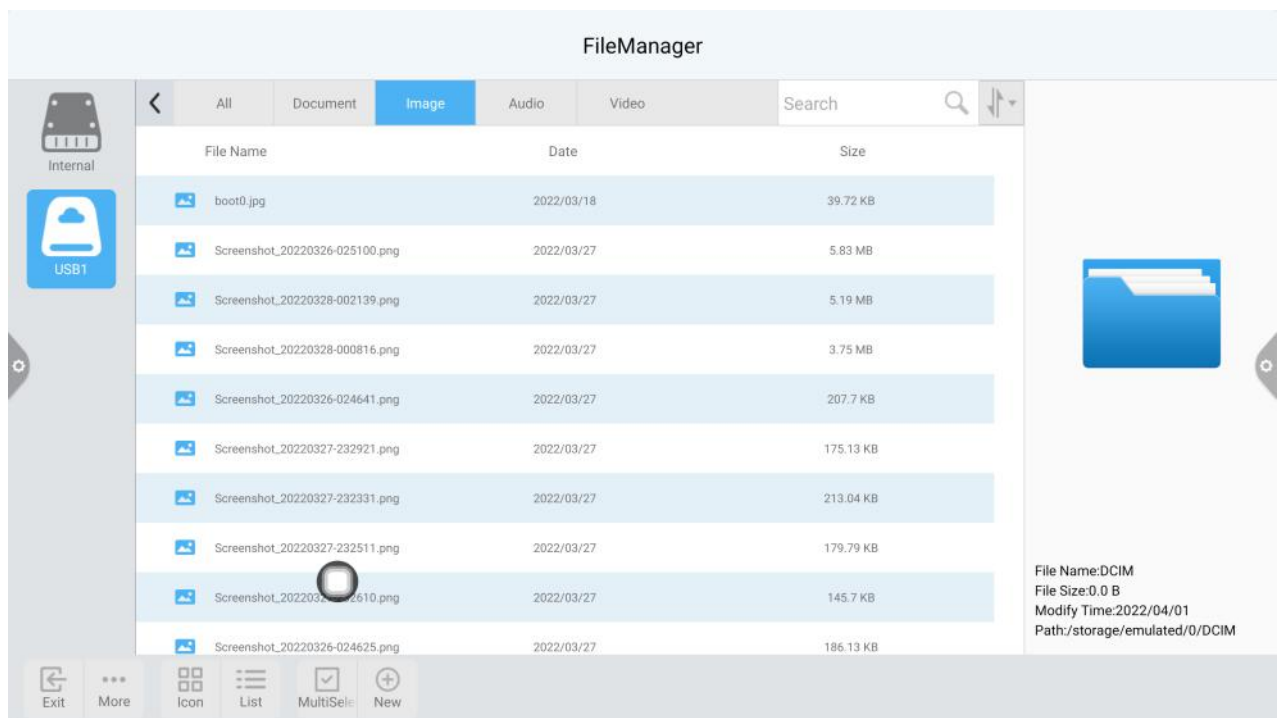 FileManager
All Document Image Audio Video Search
Internal
USB1
File Name Date Size
boot0.jpg 2022/03/18 39.72 KB
Screenshot_20220326-025100.png 2022/03/27 5.83 MB
Screenshot_20220328-002139.png 2022/03/27 5.19 MB
Screenshot_20220328-000816.png 2022/03/27 3.75 MB
Screenshot_20220326-024641.png 2022/03/27 207.7 KB
Screenshot_20220327-232921.png 2022/03/27 175.13 KB
Screenshot_20220327-232331.png 2022/03/27 213.04 KB
Screenshot_20220327-232511.png 2022/03/27 179.79 KB
2022/03/27 145.7 KB
Screenshot_20220326-024625.png 2022/03/27 186.13 KB
File Name:DCIM
File Size:0.0 B
Modify Time:2022/04/01
Path:/storage/emulated/0/DCIM
Exit More Icon List MultiSele New